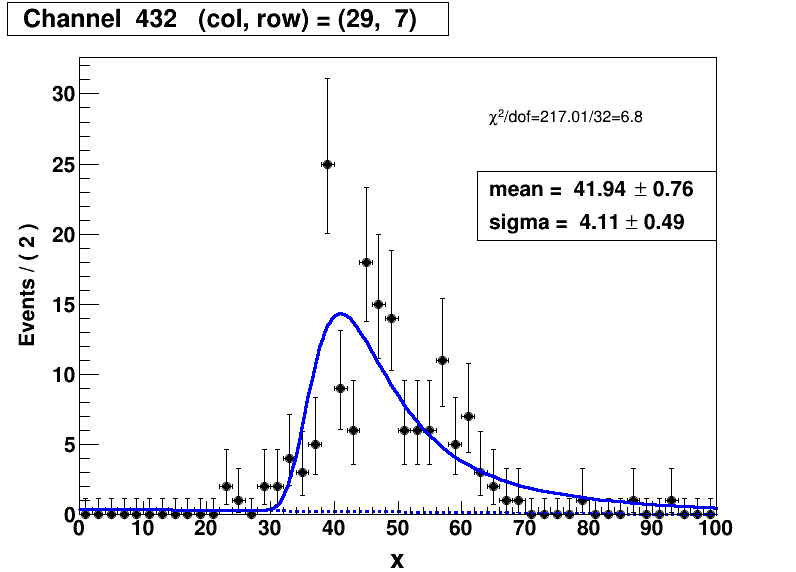 Channel 432 (col, row) = (29, 7)
χ²/dof=217.01/32=6.8
mean = 41.94 ± 0.76
sigma = 4.11 ± 0.49
Events / ( 2 )
30
25
20
15
10
5
0
0 10 20 30 40 50 60 70 80 90 100
x